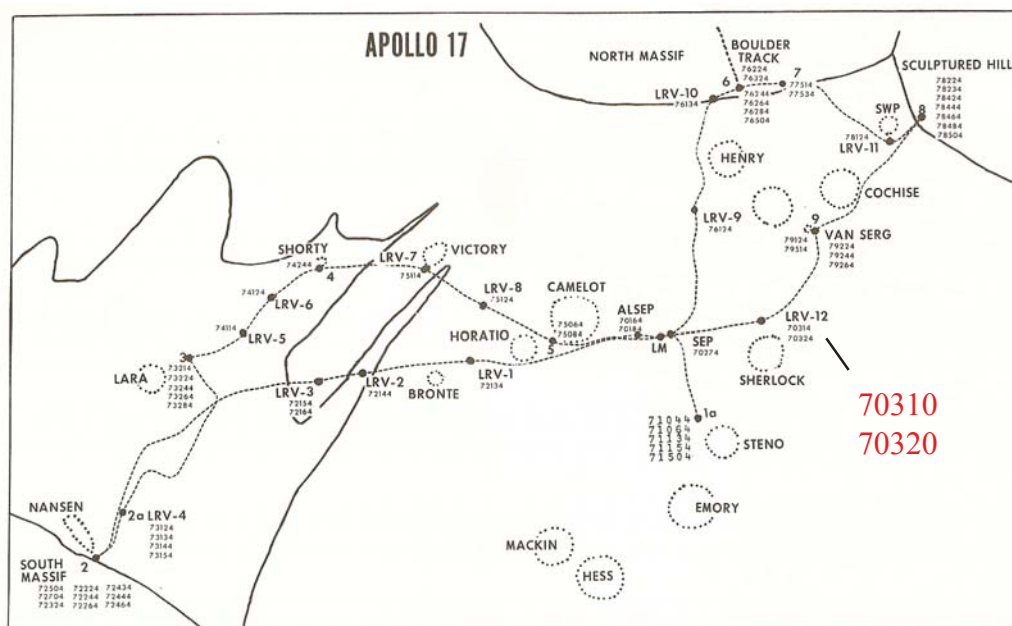 APOLLO 17
NORTH MASSIF
BOULDER
TRACK
76224
76324
6
7
77514
77534
76244
76264
76284
76504
LRV-10
76134
SCULPTURED HILL
78224
78234
78424
78444
78464
78484
78504
SWP
8
78124
LRV-11
HENRY
COCHISE
LRV-9
76124
9
VAN SERG
79124
79514
79224
79244
79264
SHORTY
74244
4
LRV-7
75114
VICTORY
74124
LRV-6
LRV-8
75124
CAMELOT
75064
75084
5
HORATIO
ALSEP
70164
70184
LM
SEP
70274
LRV-12
70314
70324
SHERLOCK
70310
70320
74114
LRV-5
3
73214
73224
73244
73264
73284
LARA
LRV-3
72154
72164
LRV-2
72144
LRV-1
72134
BRONTE
71044
71064
71134
71154
71504
1a
STENO
EMORY
MACKIN
HESS
NANSEN
2a LRV-4
73124
73134
73144
73154
2
SOUTH
MASSIF
72504 72224 72434
72704 72244 72444
72324 72264 72464